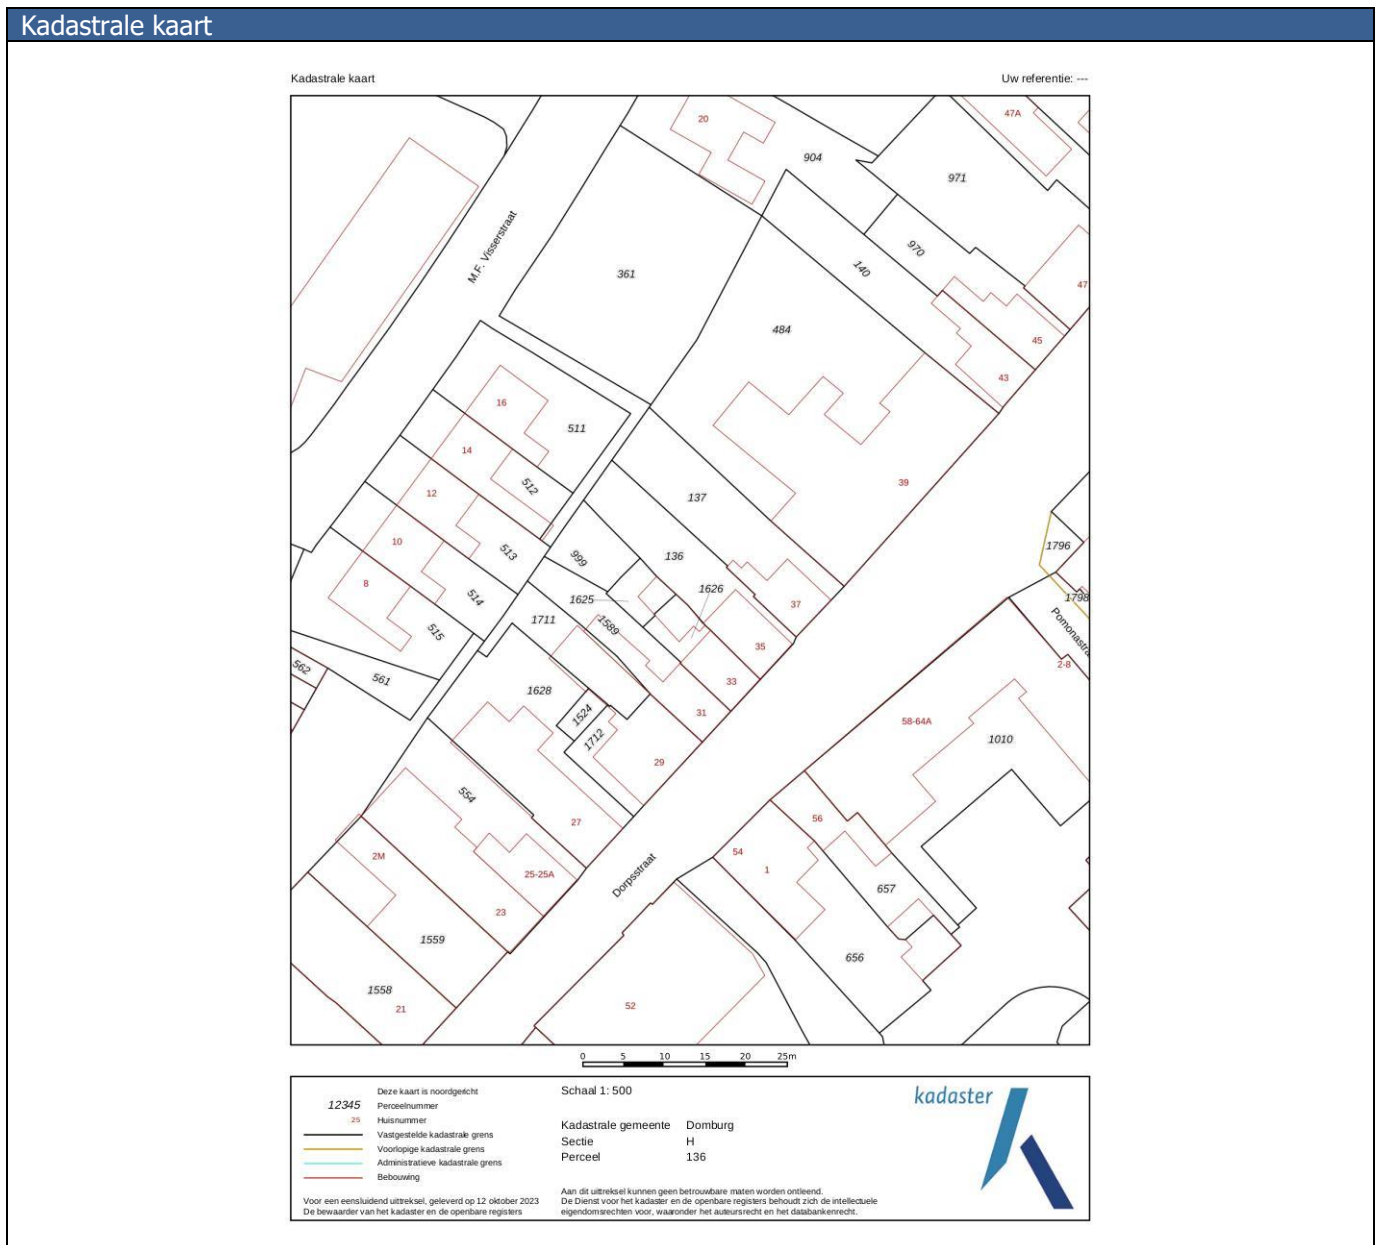 Kadastrale kaart
Kadastrale kaart
Uw referentie: ---
20
47A
904
971
M.F. Visserstraat
970
361
140
47
484
45
43
16
511
14
39
512
12
137
10
513
999
136
1796
8
514
1626
1798
1625
37
515
1711
1589
Pomonastra
35
562
561
33
2-8
1628
1524
31
58-64A
1712
1010
29
554
27
56
2M
54
25-25A
Dorpsstraat
1
657
23
1559
656
1558
21
52
0 5 10 15 20 25m
Deze kaart is noordgericht
12345 Perceelnummer
25 Huisnummer
Vastgestelde kadastrale grens
Voorlopige kadastrale grens
Administratieve kadastrale grens
Bebouwing
Voor een eensluidend uittreksel, geleverd op 12 oktober 2023
De bewaarder van het kadaster en de openbare registers
Schaal 1: 500
Kadastrale gemeente Domburg
Sectie H
Perceel 136
Aan dit uittreksel kunnen geen betrouwbare maten worden ontleend.
De Dienst voor het kadaster en de openbare registers behoudt zich de intellectuele
eigendomsrechten voor, waaronder het auteursrecht en het databankenrecht.
kadaster